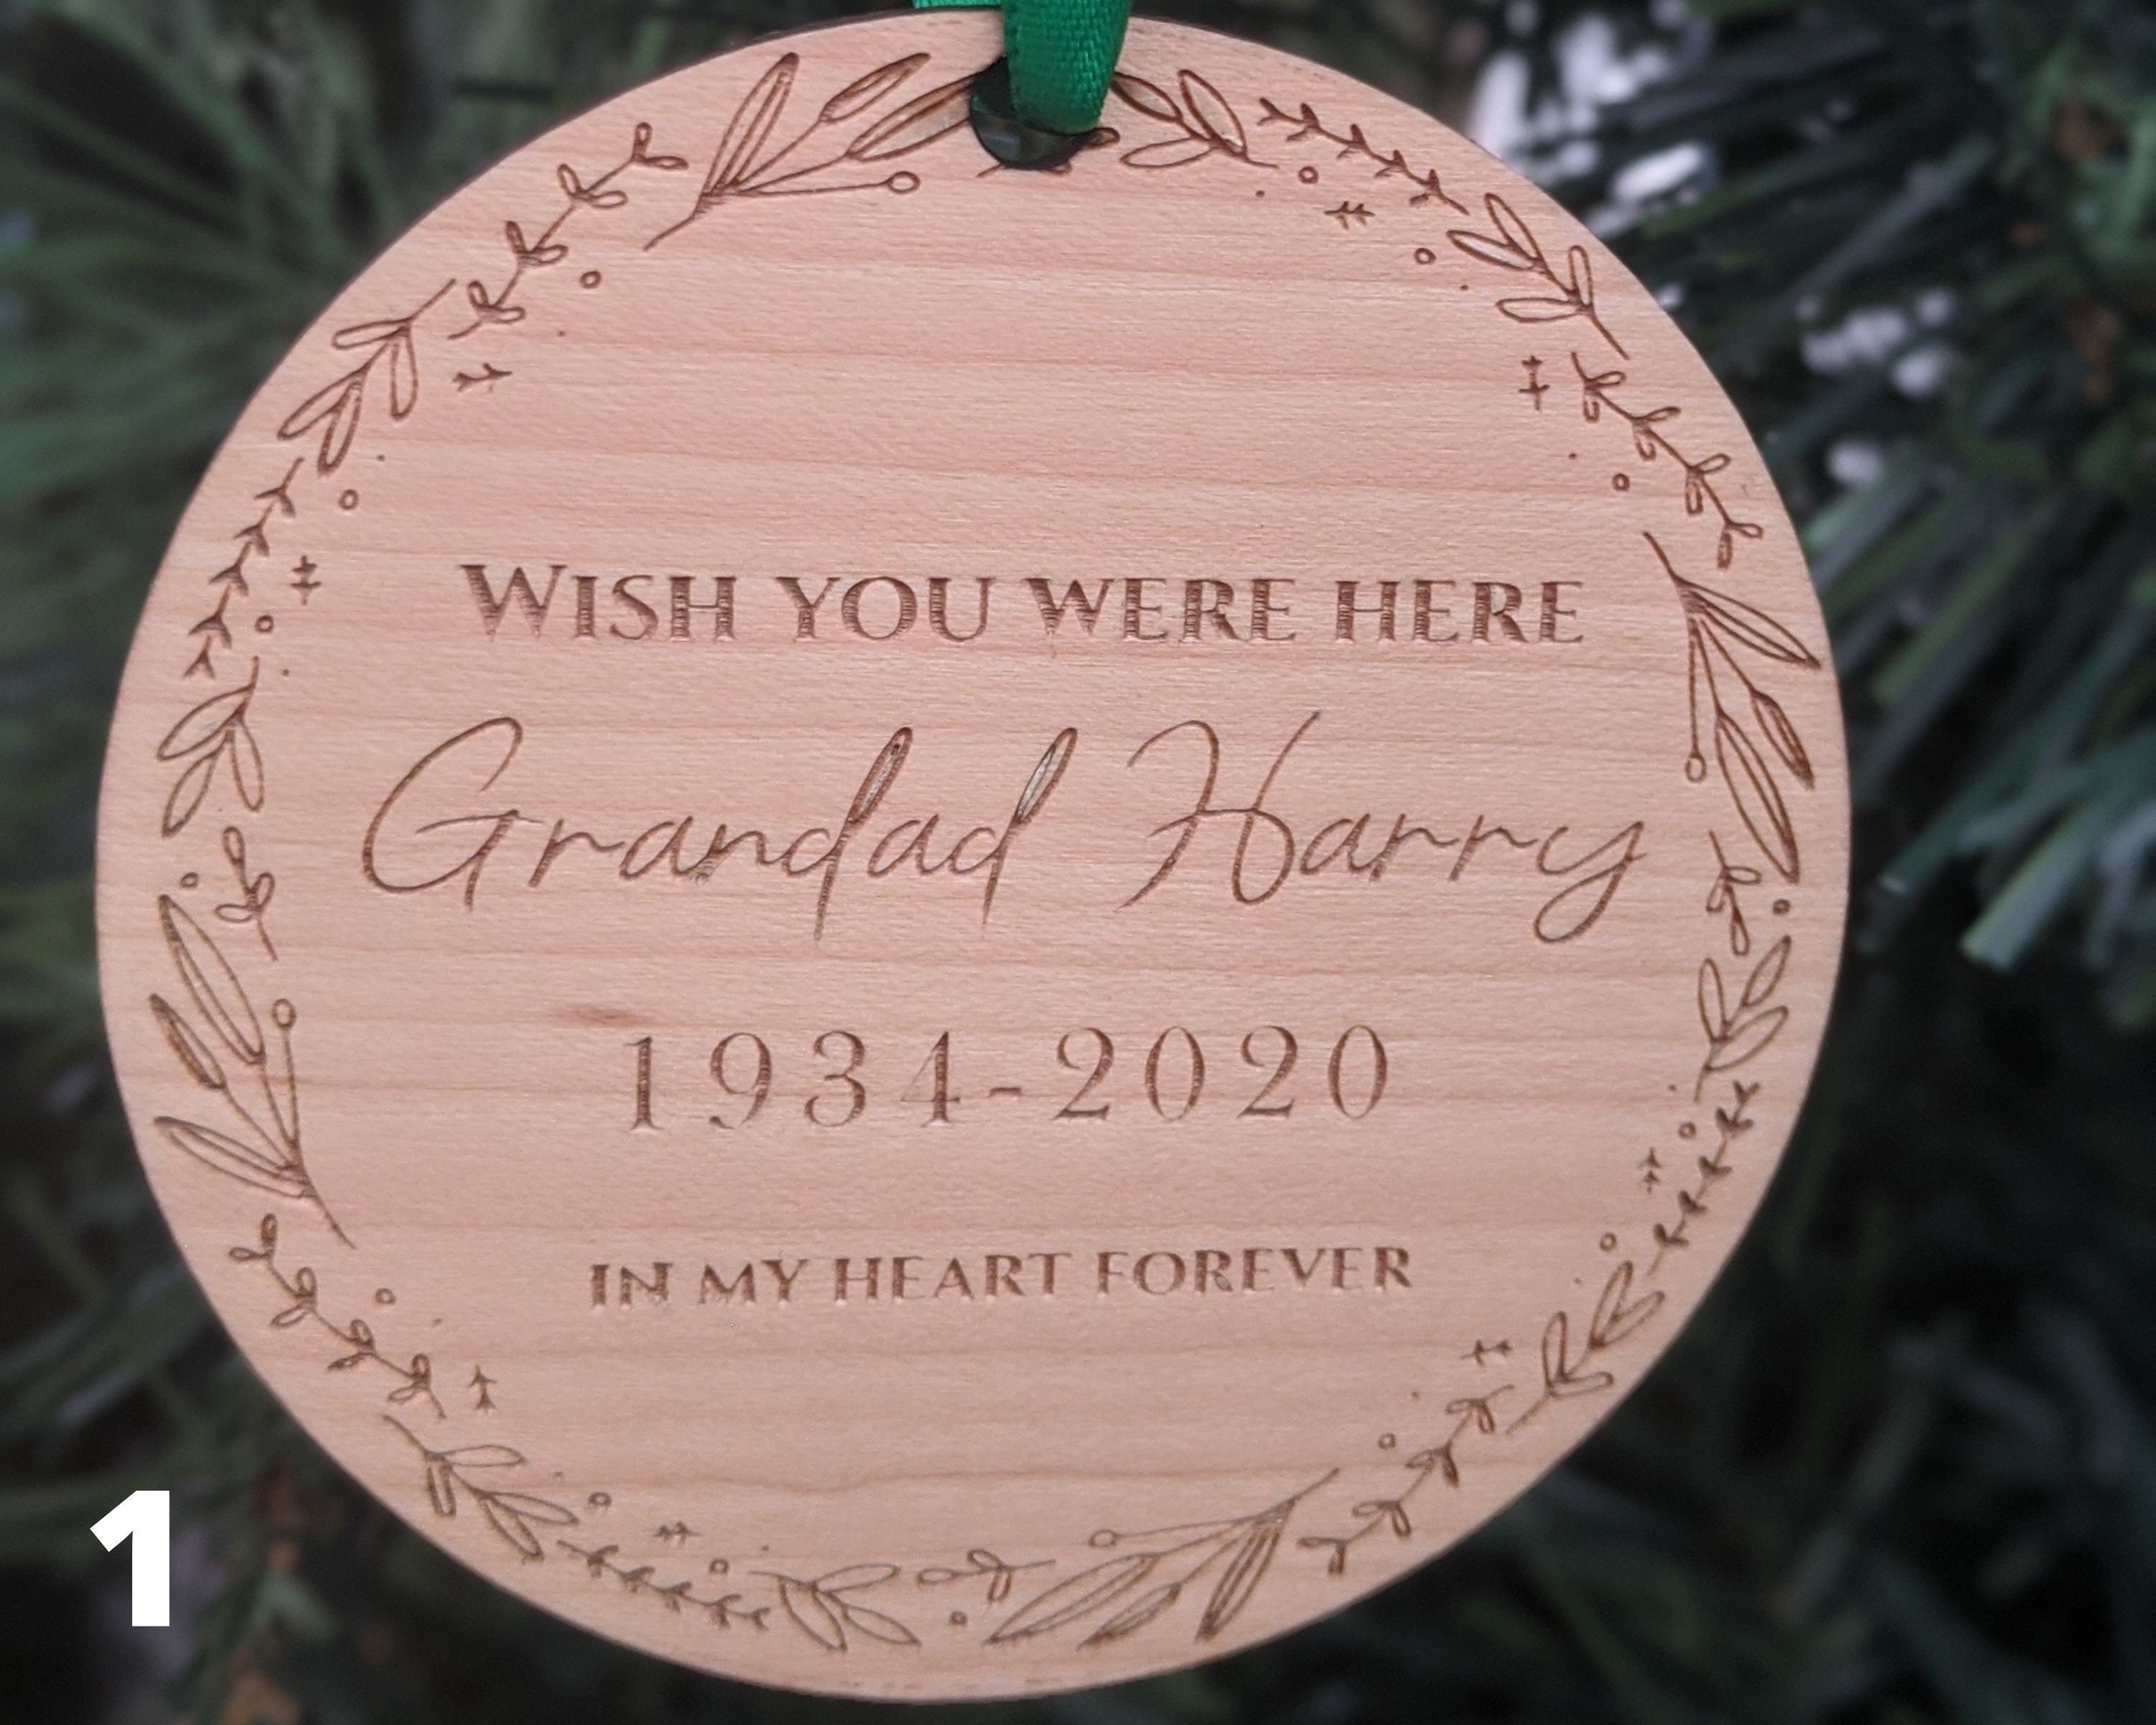 WISH YOU WERE HERE
Grandad Harry
1934-2020
IN MY HEART FOREVER
1